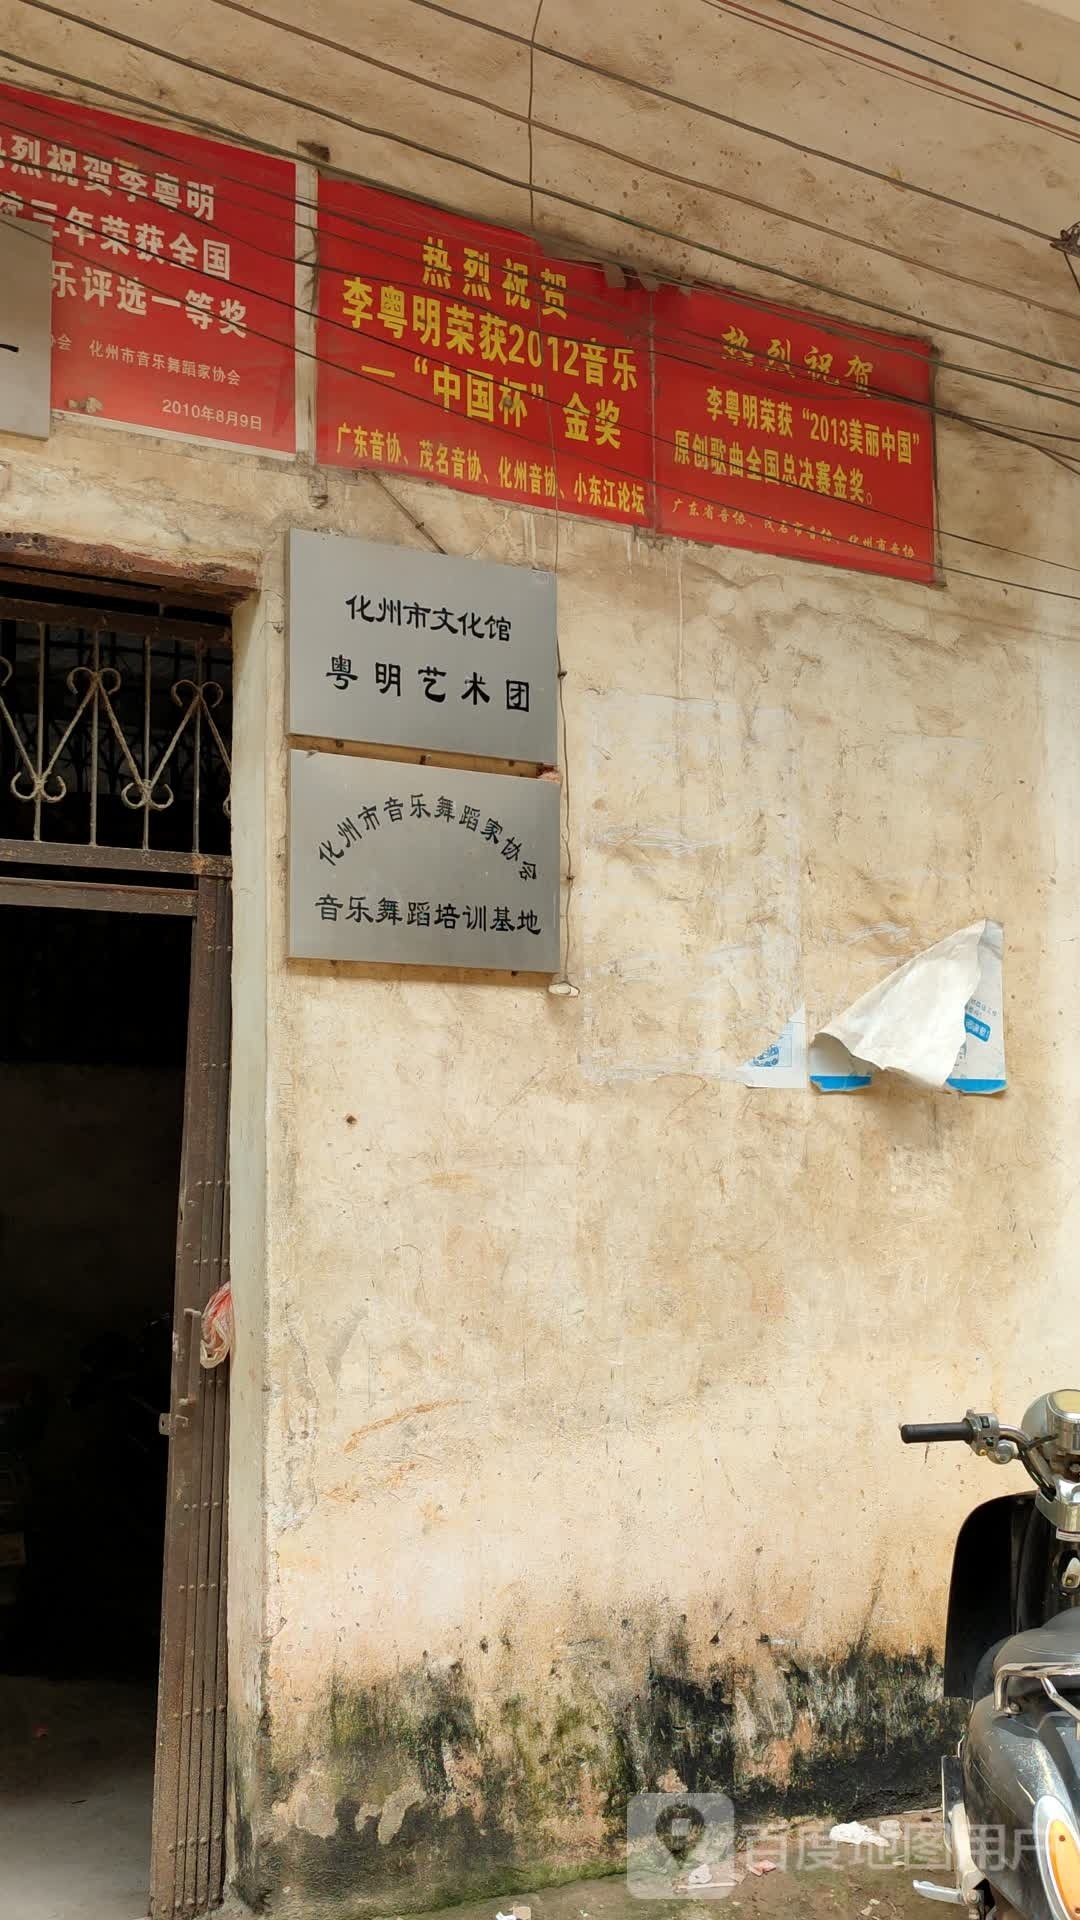 热烈祝贺李粤明
三年荣获全国
乐评选一等奖
化州市音乐舞蹈家协会
2010年8月9日
热烈祝贺
李粤明荣获2012音乐
—“中国杯”金奖
广东音协、茂名音协、化州音协、小东江论坛
热烈祝贺
李粤明荣获“2013美丽中国”
原创歌曲全国总决赛金奖。
广东省音协、茂名市音协、化州市音协
化州市文化馆
粤明艺术团
化州市音乐舞蹈家协会
音乐舞蹈培训基地
百度地图用户